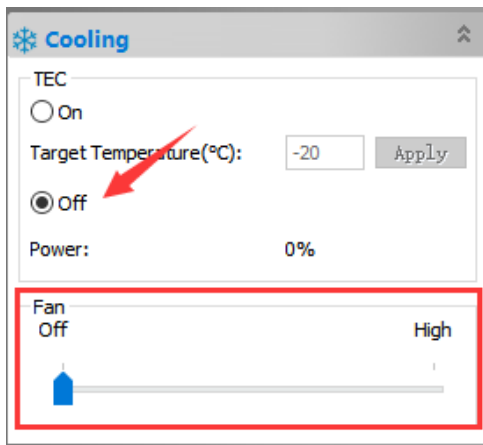 Cooling
TEC
On
Target Temperature(°C): -20 Apply
Off
Power: 0%
Fan
Off High